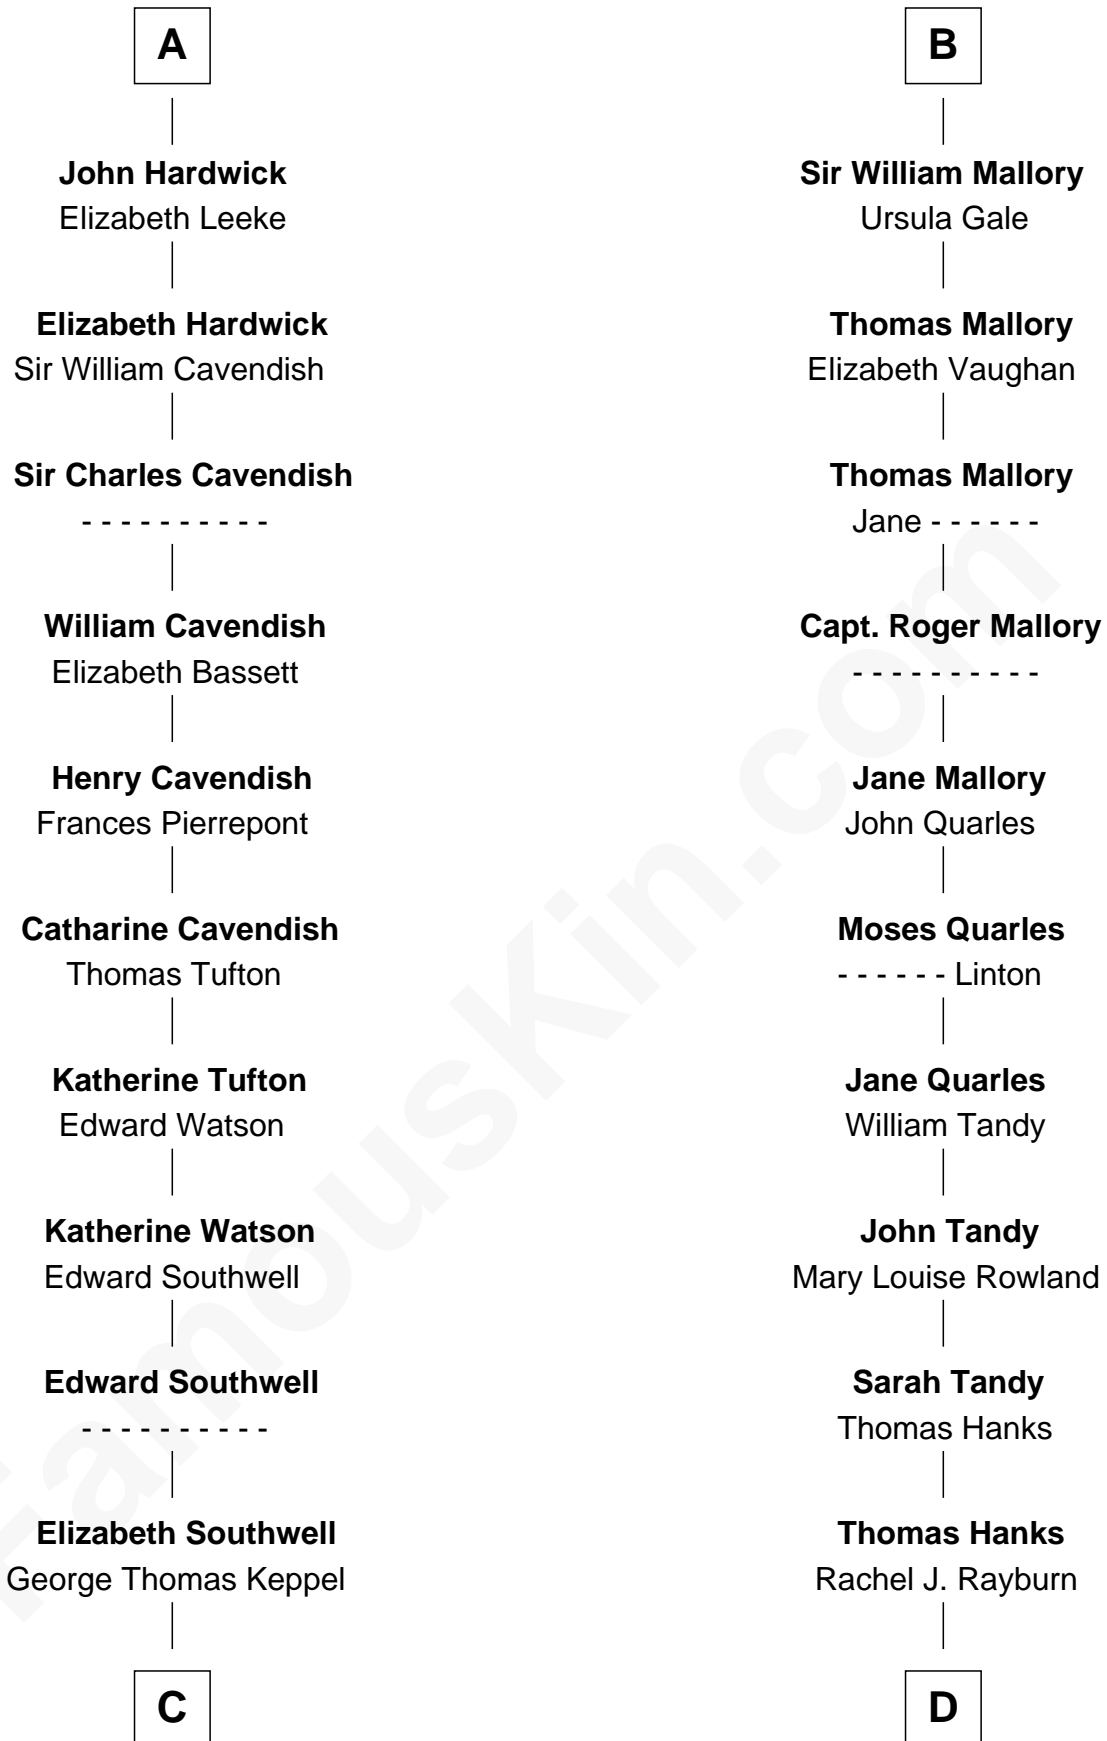 A
John Hardwick
Elizabeth Leeke
Elizabeth Hardwick
Sir William Cavendish
Sir Charles Cavendish
- - - - - - - - - -
William Cavendish
Elizabeth Bassett
Henry Cavendish
Frances Pierrepont
Catharine Cavendish
Thomas Tufton
Katherine Tufton
Edward Watson
Katherine Watson
Edward Southwell
Edward Southwell
- - - - - - - - - -
Elizabeth Southwell
George Thomas Keppel
C
B
Sir William Mallory
Ursula Gale
Thomas Mallory
Elizabeth Vaughan
Thomas Mallory
Jane - - - - - -
Capt. Roger Mallory
- - - - - - - - - -
Jane Mallory
John Quarles
Moses Quarles
- - - - - - Linton
Jane Quarles
William Tandy
John Tandy
Mary Louise Rowland
Sarah Tandy
Thomas Hanks
Thomas Hanks
Rachel J. Rayburn
D
FamousKin.com